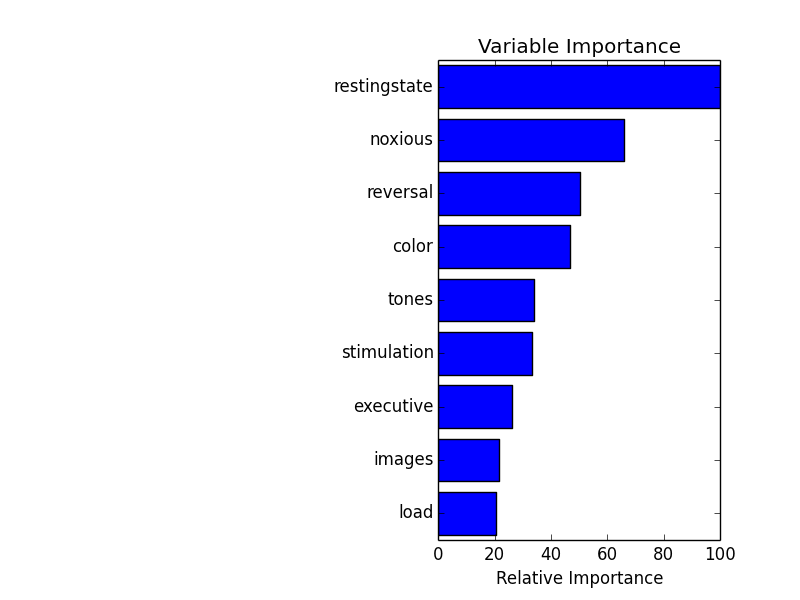 Variable Importance
restingstate
noxious
reversal
color
tones
stimulation
executive
images
load
0 20 40 60 80 100
Relative Importance